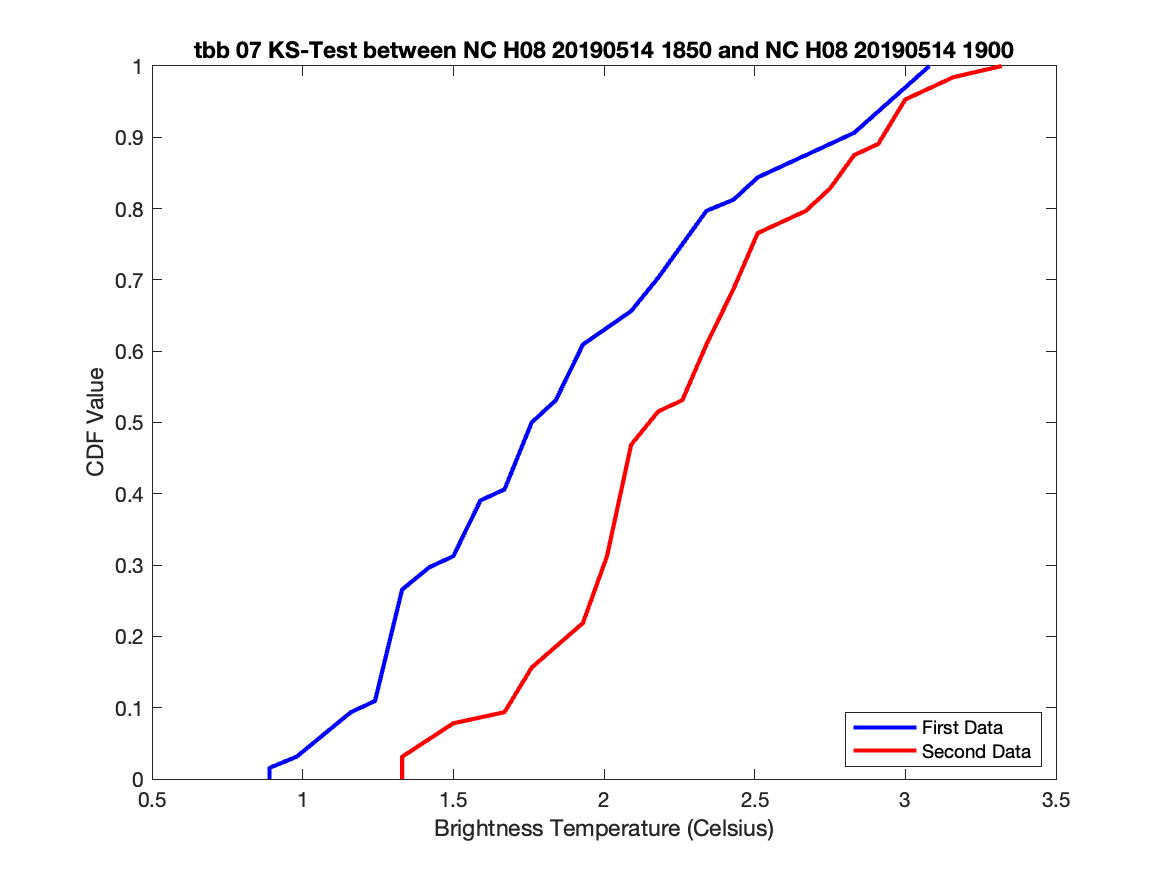 tbb 07 KS-Test between NC H08 20190514 1850 and NC H08 20190514 1900
1
0.9
0.8
0.7
0.6
0.5
0.4
0.3
0.2
0.1
0
CDF Value
First Data
Second Data
0.5 1 1.5 2 2.5 3 3.5
Brightness Temperature (Celsius)